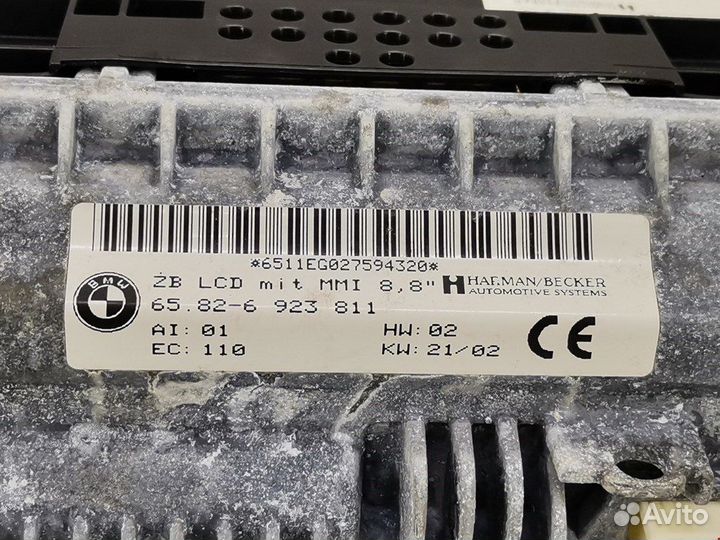 *6511EG027594320*
BMW
ZB LCD mit MMI 8,8"
HARMAN/BECKER
AUTOMOTIVE SYSTEMS
65.82-6 923 811
AI: 01
HW: 02
EC: 110
KW: 21/02
CE
Avito